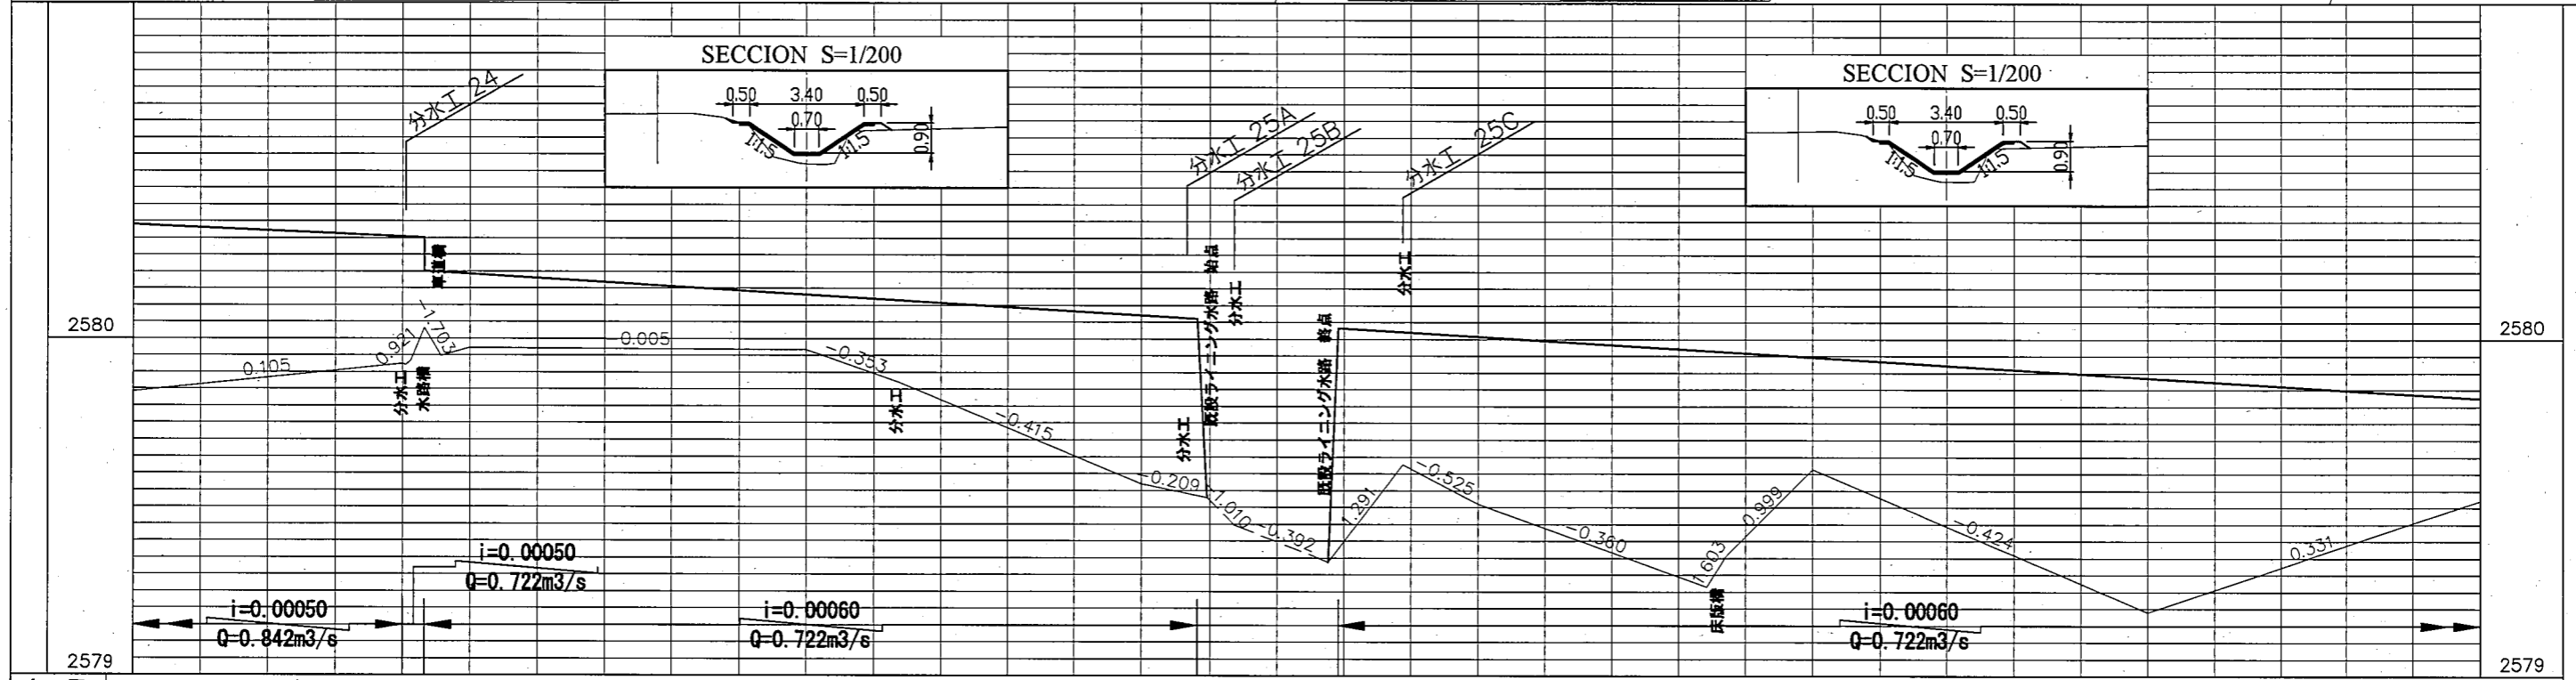 SECCION S=1/200
0.50 3.40 0.50
0.70
1:1.5 1:1.5
0.90
SECCION S=1/200
0.50 3.40 0.50
0.70
1:1.5 1:1.5
0.90
分水工 24
分水工 25A
分水工 25B
分水工 25C
車道橋
既設ライニング水路 始点
分水工
分水工
既設ライニング水路 終点
2580
2580
0.105
0.921
-1.703
-0.005
-0.353
-0.415
-0.209
-1.010
-0.392
1.291
-0.525
-0.360
1.603
0.999
-0.424
0.331
分水工
水路橋
分水工
分水工
床版橋
i=0.00050
Q=0.722m3/s
i=0.00050
Q=0.842m3/s
i=0.00060
Q=0.722m3/s
i=0.00060
Q=0.722m3/s
2579
2579